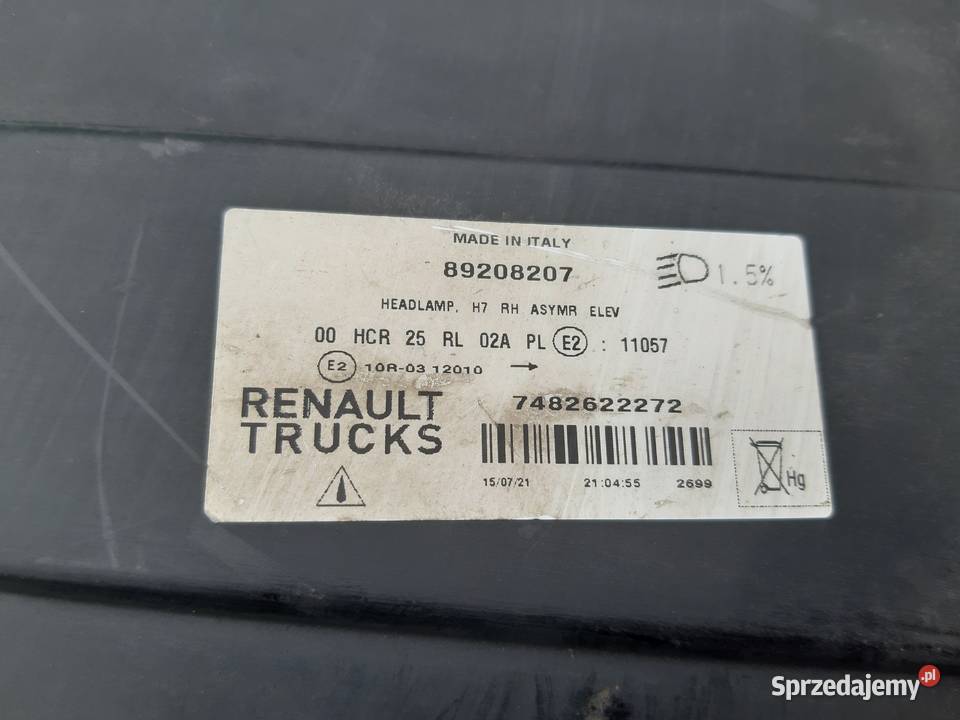 MADE IN ITALY
89208207
1.5%
HEADLAMP, H7 RH ASYMR ELEV
00 HCR 25 RL 02A PL E2 : 11057
E2 10R-03 12010 →
RENAULT
TRUCKS
7482622272
15/07/21 21:04:55 2699
Hg
Sprzedajemy.pl